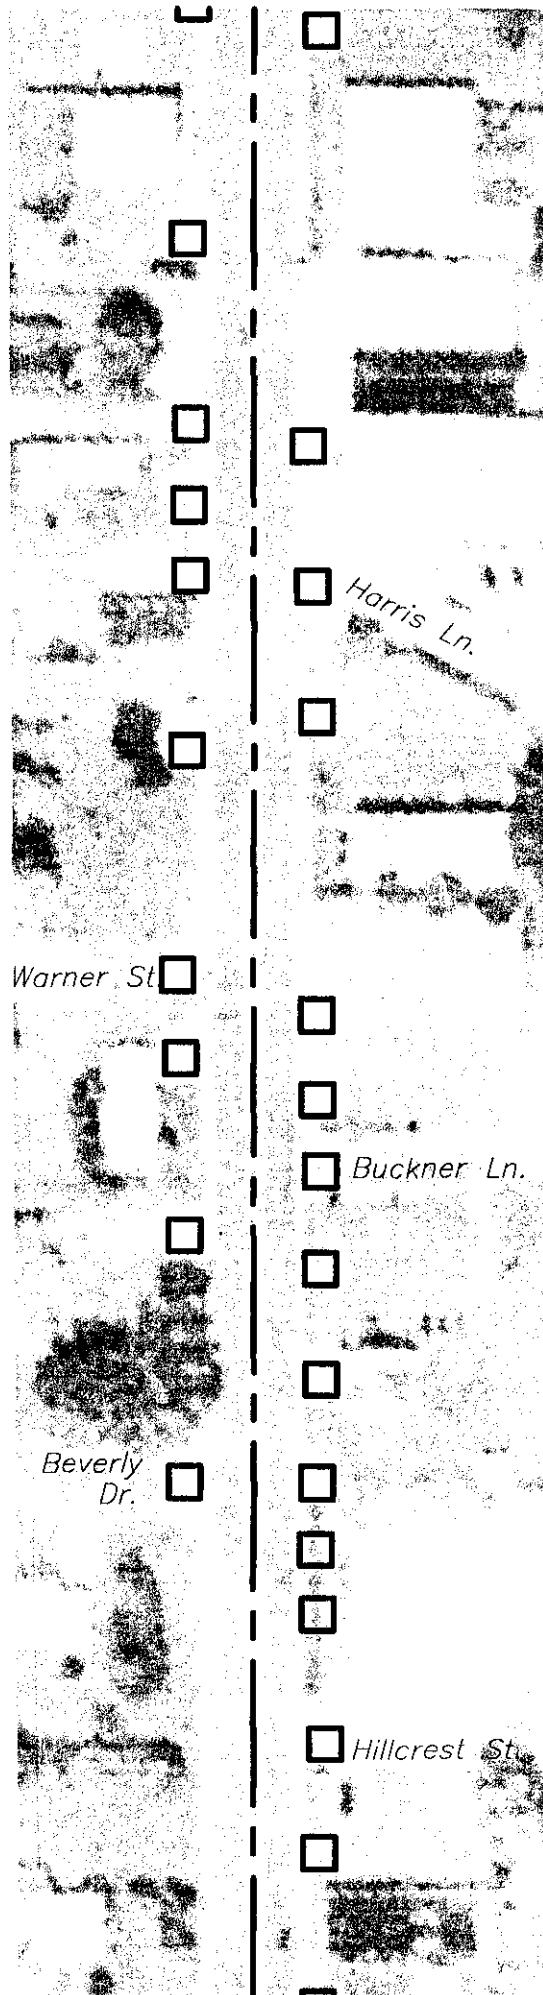 Harris Ln.
Warner St.
Buckner Ln.
Beverly
Dr.
Hillcrest St.